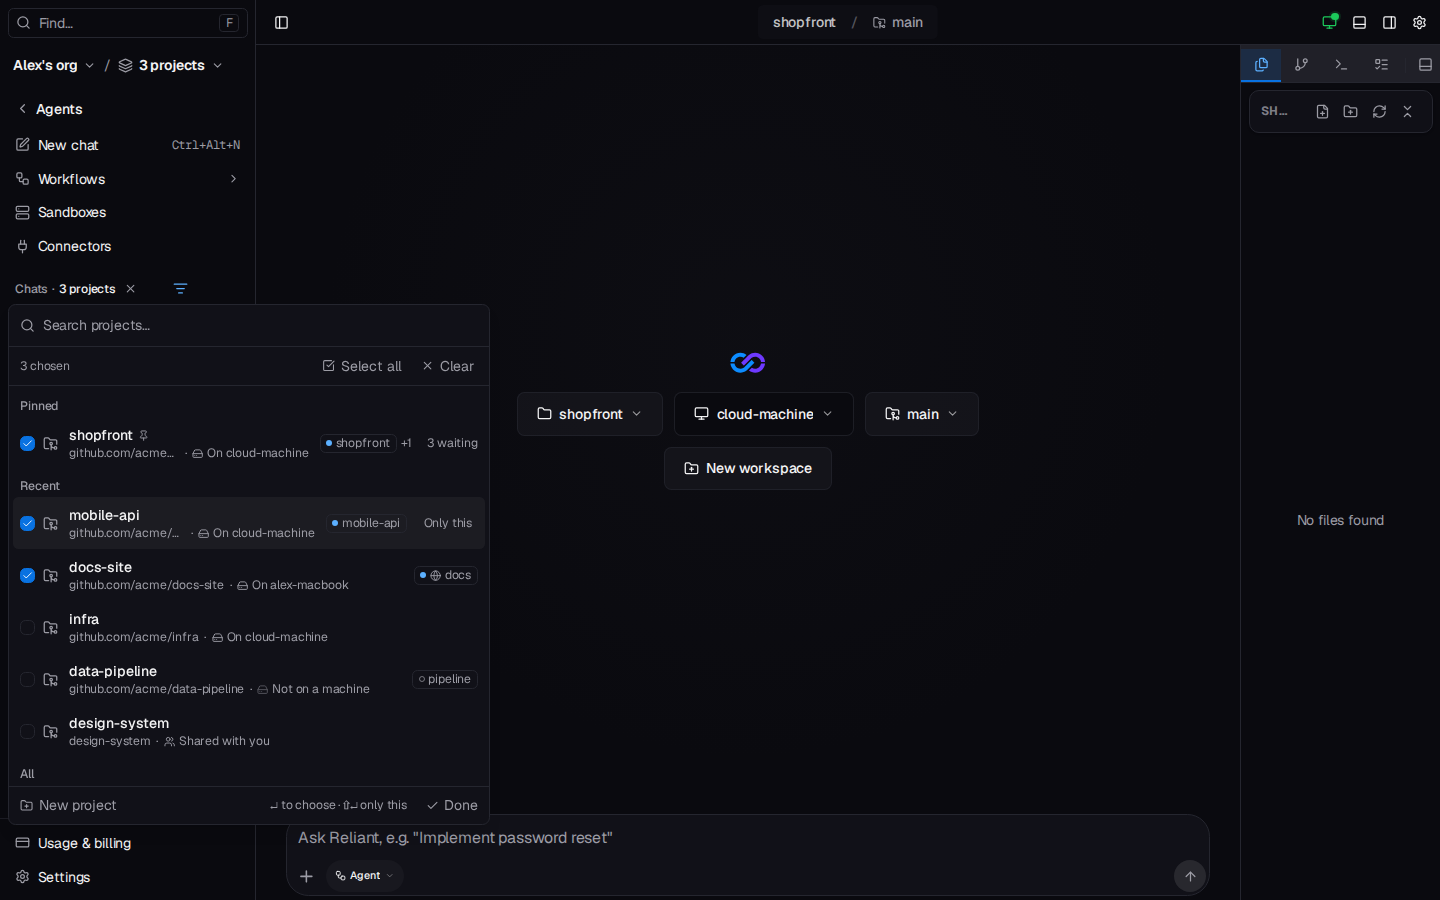 Find...
F
shopfront / main
Alex's org / 3 projects
Agents
SH...
New chat Ctrl+Alt+N
Workflows
Sandboxes
Connectors
Chats · 3 projects
Search projects...
3 chosen Select all Clear
Pinned
shopfront
github.com/acme... · On cloud-machine
shopfront +1 3 waiting
Recent
mobile-api
github.com/acme/... · On cloud-machine
mobile-api Only this
docs-site
github.com/acme/docs-site · On alex-macbook
docs
infra
github.com/acme/infra · On cloud-machine
data-pipeline
github.com/acme/data-pipeline · Not on a machine
pipeline
design-system
design-system · Shared with you
All
New project ↵ to choose · ⇧↵ only this Done
Usage & billing
Settings
shopfront cloud-machine main
New workspace
No files found
Ask Reliant, e.g. "Implement password reset"
Agent